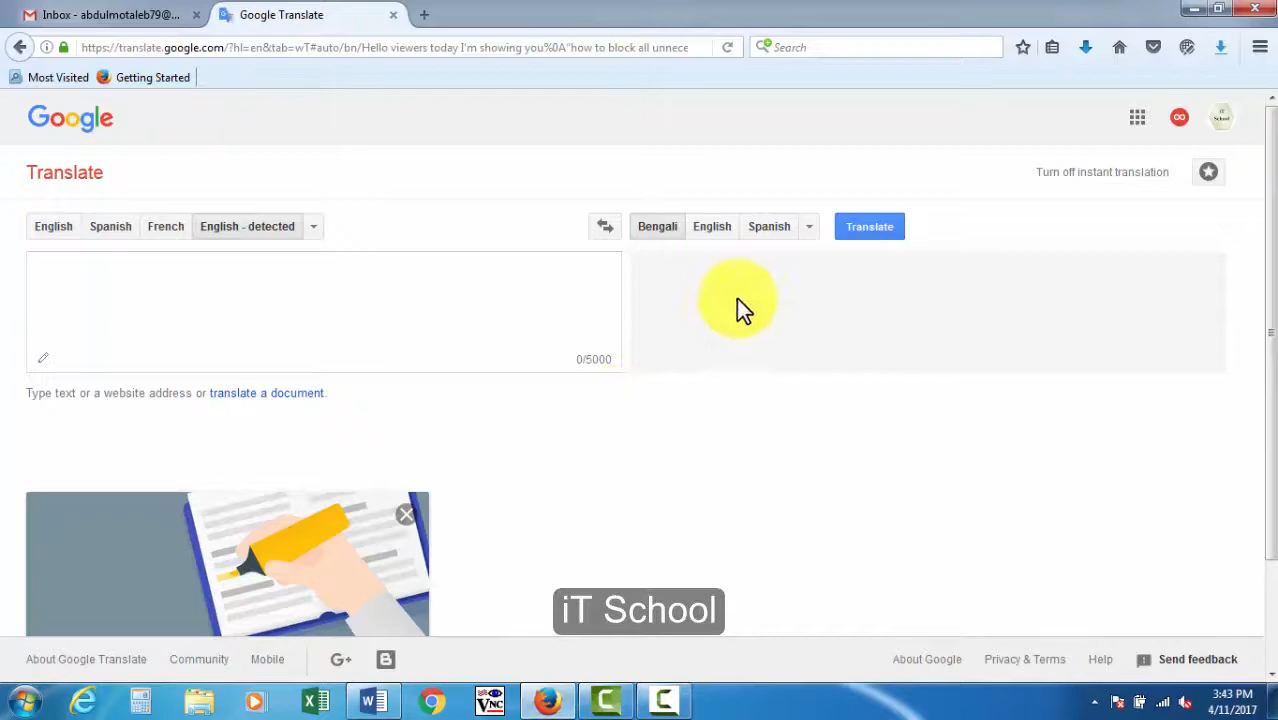 Inbox - abdulmotaleb79@...
Google Translate
https://translate.google.com/?hl=en&tab=wT#auto/bn/Hello viewers today I'm showing you%0A"how to block all unnece
Search
Most Visited
Getting Started
Google
iT School
Translate
Turn off instant translation
English
Spanish
French
English - detected
Bengali
English
Spanish
Translate
0/5000
Type text or a website address or translate a document.
iT School
About Google Translate
Community
Mobile
G+
About Google
Privacy & Terms
Help
Send feedback
VNC
3:43 PM
4/11/2017